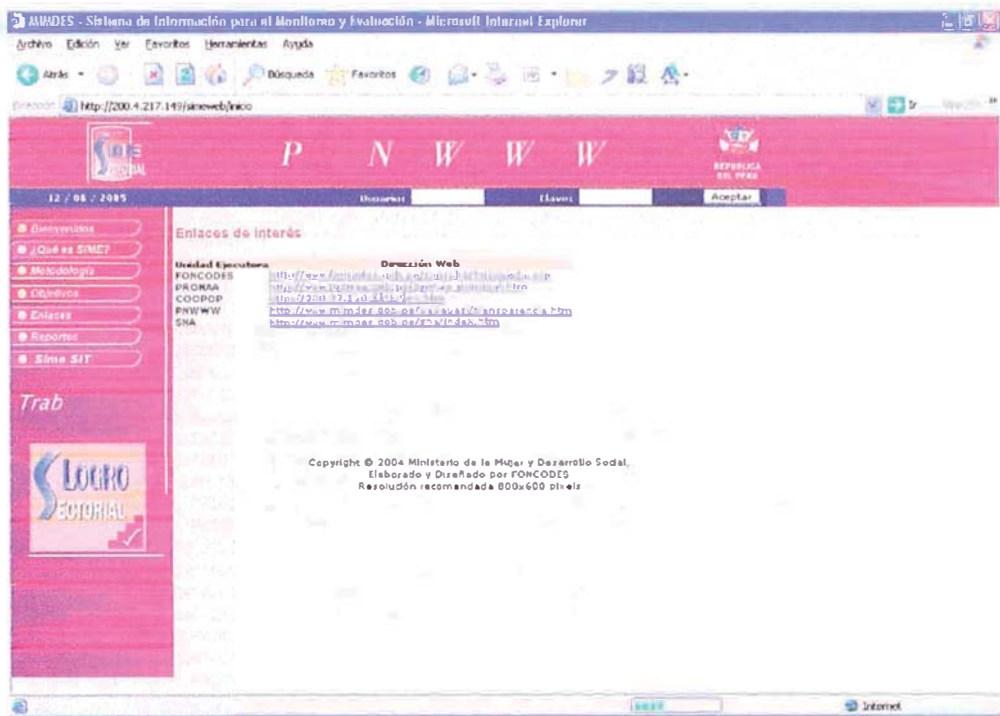 MIMDES - Sistema de Información para el Monitoreo y Evaluación - Microsoft Internet Explorer
Archivo Edición Ver Favoritos Herramientas Ayuda
Atrás Búsqueda Favoritos
Dirección http://200.4.217.149/simeweb/inicio Ir
P N W W W
REPUBLICA DEL PERU
12 / 08 / 2005 Usuario: Clave: Aceptar
Bienvenidos
¿Qué es SIME?
Metodología
Objetivos
Enlaces
Reportes
Sime SIT
Trab
LOGRO
ECTORIAL
Enlaces de interés
Unidad Ejecutora Dirección Web
FONCODES
PRONAA
COOPOP
PNWWW
SNA http://www.mimdes.gob.pe/sna/index.htm
Copyright © 2004 Ministerio de la Mujer y Desarrollo Social,
Elaborado y Diseñado por FONCODES
Resolución recomendada 800x600 pixels
Internet